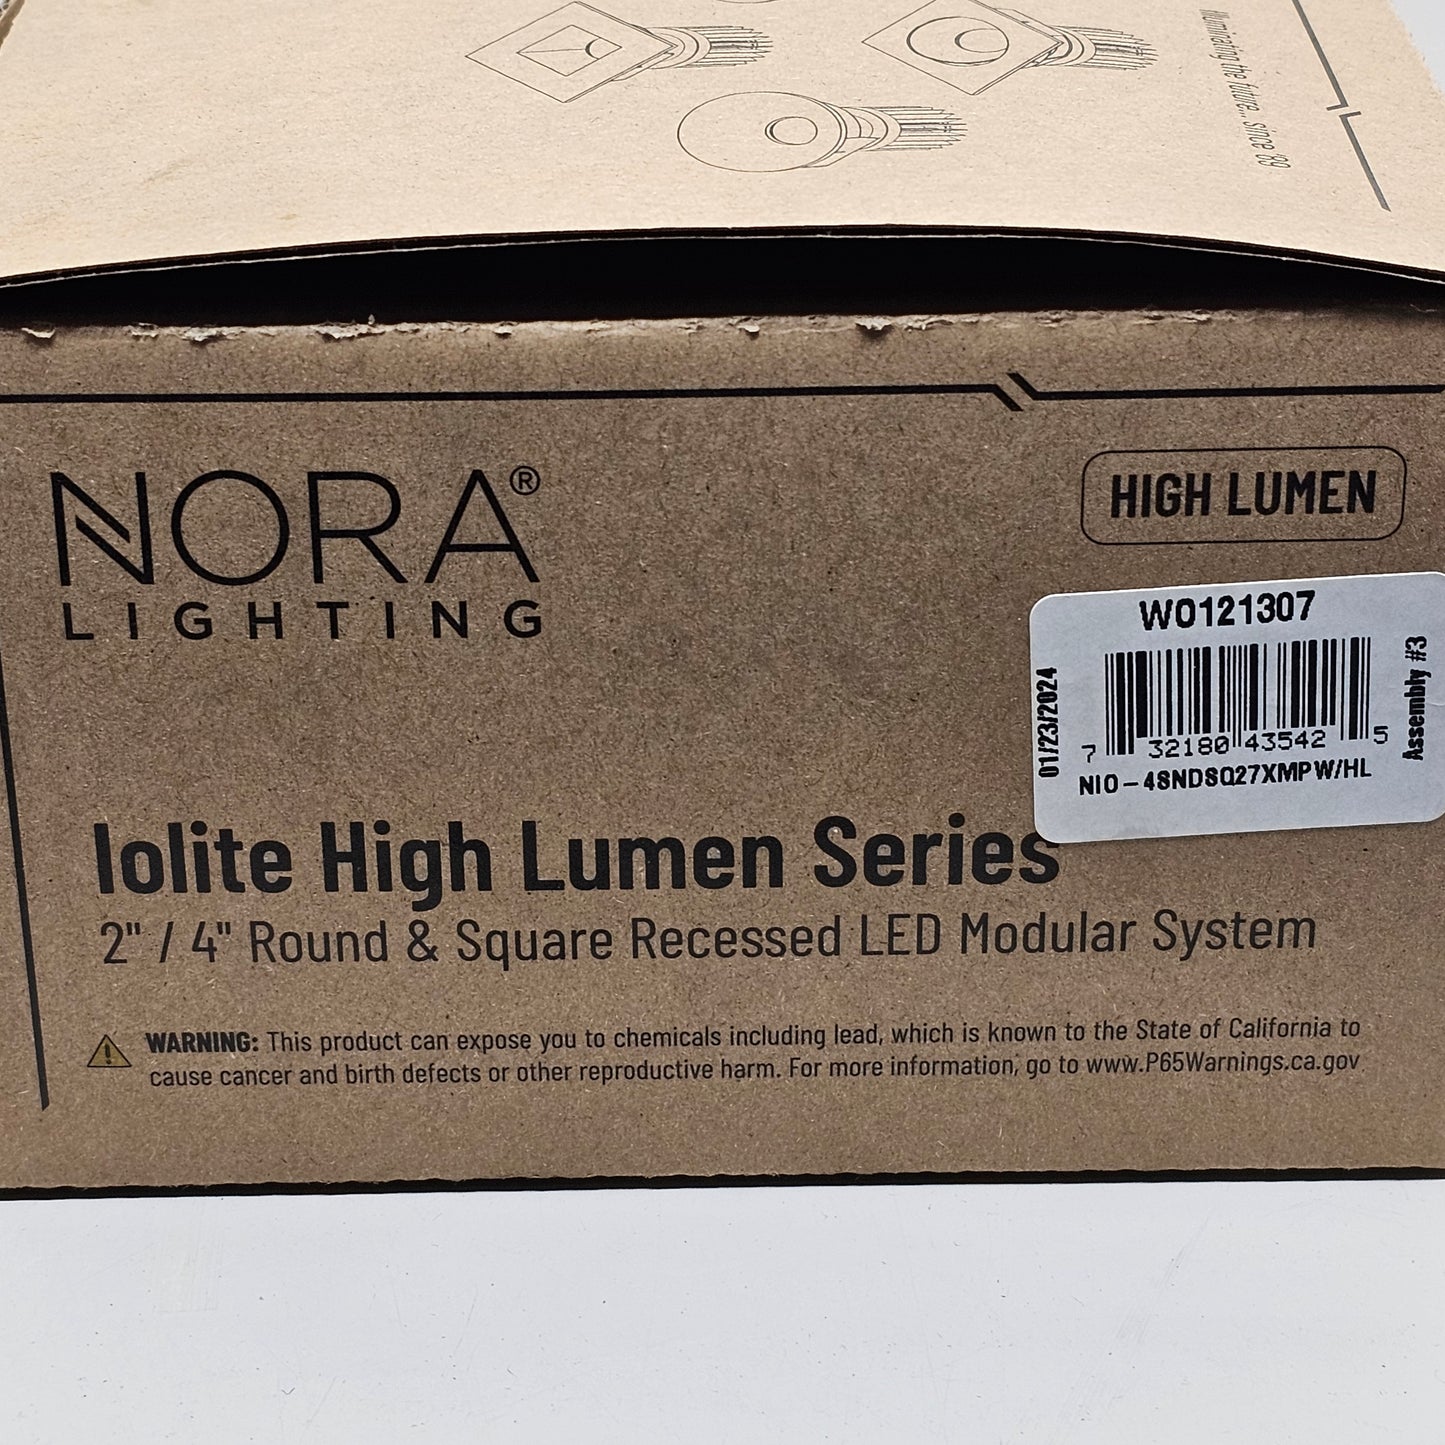 Illuminating the future... since '89
NORA®
LIGHTING
HIGH LUMEN
WO121307
01/23/2024
Assembly #3
7 32180 43542 5
NIO-4SNDSQ27XMPW/HL
Iolite High Lumen Series
2" / 4" Round & Square Recessed LED Modular System
WARNING: This product can expose you to chemicals including lead, which is known to the State of California to
cause cancer and birth defects or other reproductive harm. For more information, go to www.P65Warnings.ca.gov